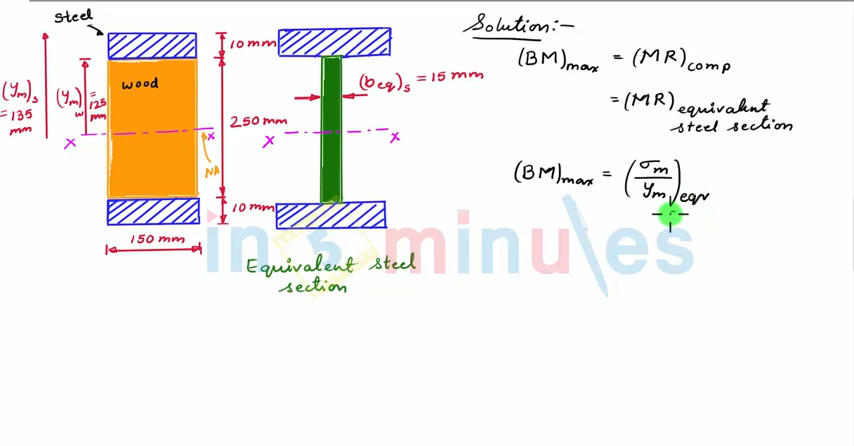 steel
wood
(ym)s
= 135
mm
(ym)w =
125
mm
x
x
NA
10 mm
250 mm
10 mm
150 mm
(beq)s = 15 mm
x
x
Equivalent steel
section
Solution:-
(BM)max = (MR)comp
= (MR)equivalent
steel section
(BM)max = (σm/ym)eqv
in 5 minutes